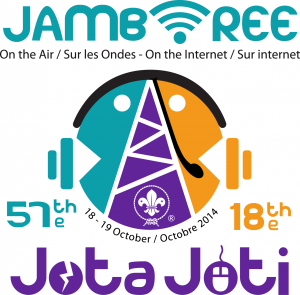 JAMBOREE
On the Air / Sur les Ondes - On the Internet / Sur internet
57th e
18th e
18 - 19 October / Octobre 2014
®
Jota Joti